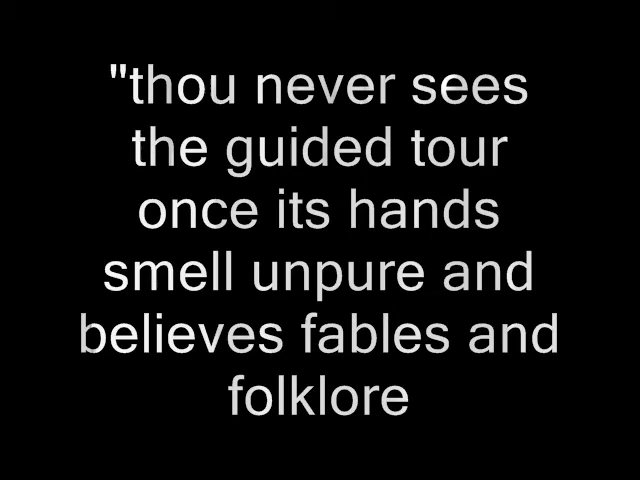 "thou never sees
the guided tour
once its hands
smell unpure and
believes fables and
folklore